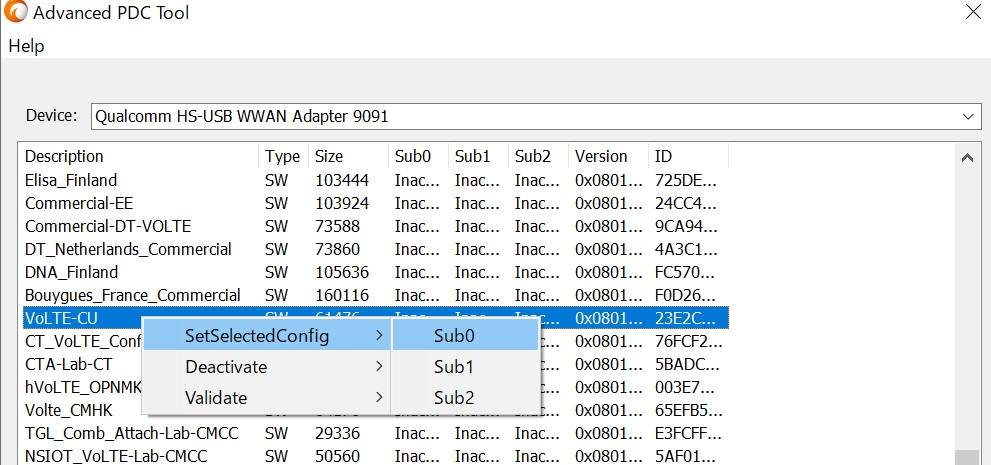 Advanced PDC Tool
Help
Device: Qualcomm HS-USB WWAN Adapter 9091
Description Type Size Sub0 Sub1 Sub2 Version ID
Elisa_Finland SW 103444 Inac... Inac... Inac... 0x0801... 725DE...
Commercial-EE SW 103924 Inac... Inac... Inac... 0x0801... 24CC4...
Commercial-DT-VOLTE SW 73588 Inac... Inac... Inac... 0x0801... 9CA94...
DT_Netherlands_Commercial SW 73860 Inac... Inac... Inac... 0x0801... 4A3C1...
DNA_Finland SW 105636 Inac... Inac... Inac... 0x0801... FC570...
Bouygues_France_Commercial SW 160116 Inac... Inac... Inac... 0x0801... F0D26...
VoLTE-CU 0x0801... 23E2C...
SetSelectedConfig > Sub0
CT_VoLTE_Conf 0x0801... 76FCF2...
CTA-Lab-CT 0x0801... 5BADC...
Deactivate > Sub1
hVoLTE_OPNMK 0x0801... 003E7...
Validate > Sub2
Volte_CMHK 0x0801... 65EFB5...
TGL_Comb_Attach-Lab-CMCC SW 29336 Inac... Inac... Inac... 0x0801... E3FCFF...
NSIOT_VoLTE-Lab-CMCC SW 50560 Inac... Inac... Inac... 0x0801... 5AF01...